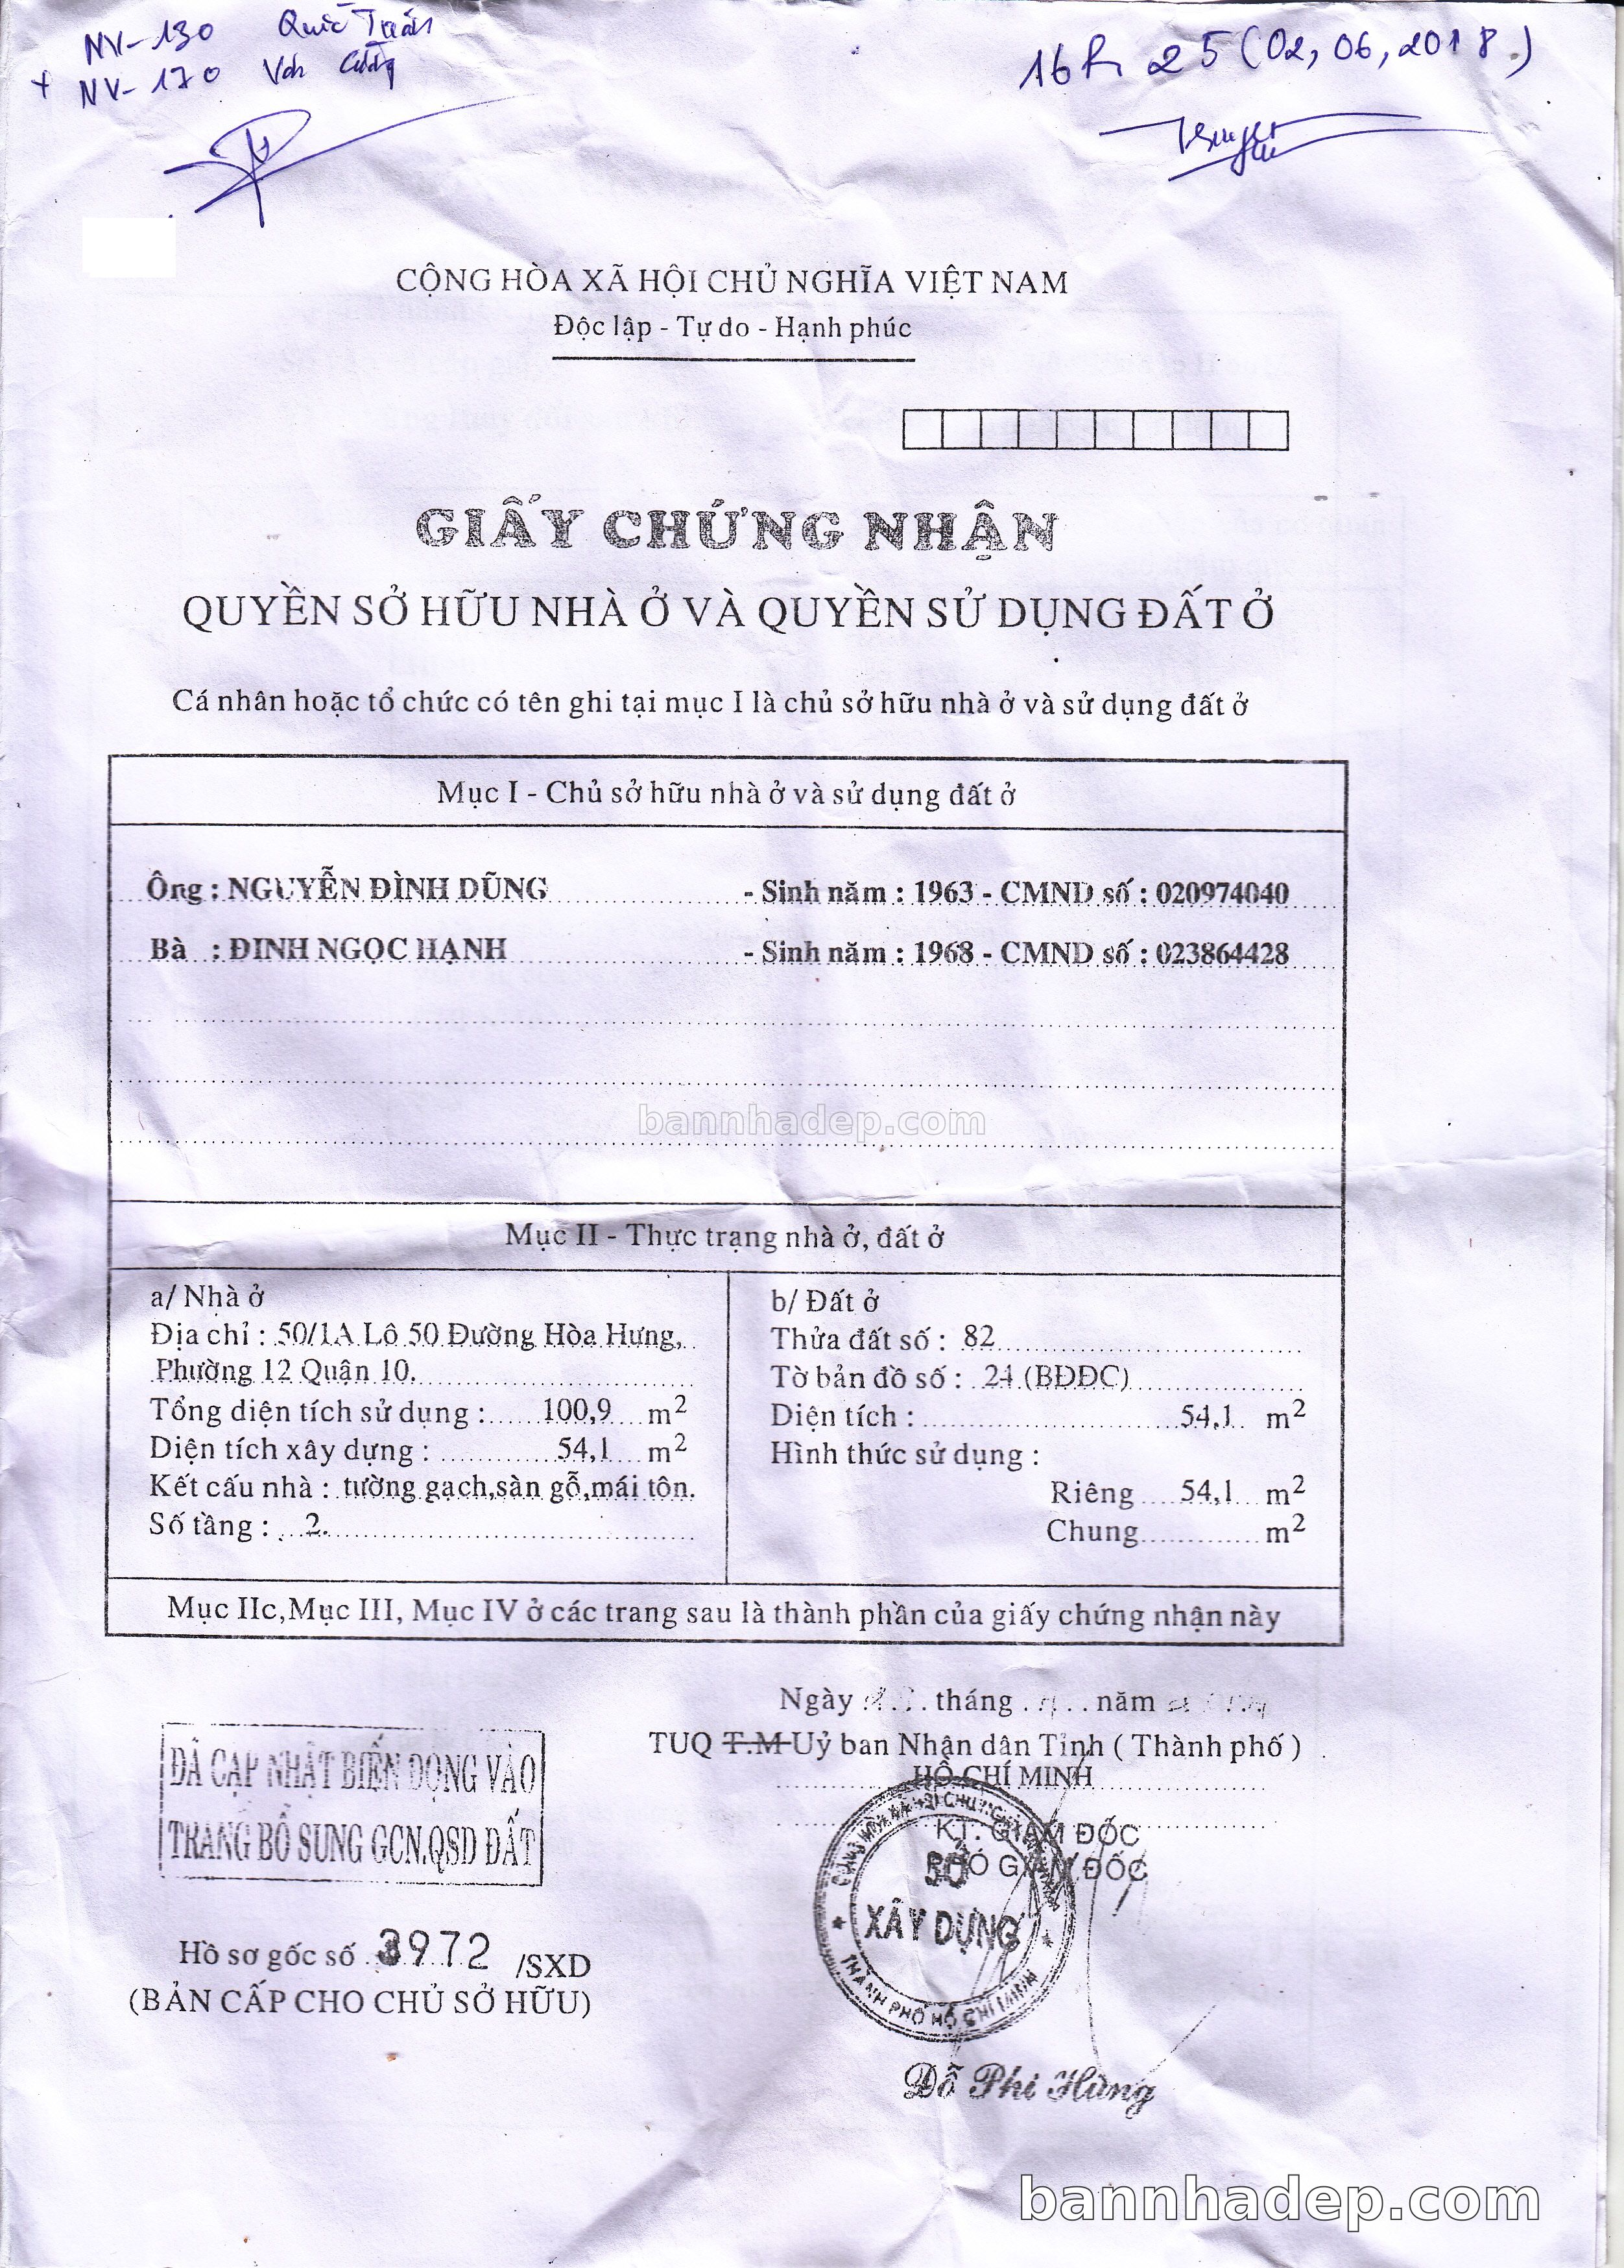 NV-130 Quốc Tuấn
+ NV-170 Văn Cường
16h 25 (02,06,2018)
CỘNG HÒA XÃ HỘI CHỦ NGHĨA VIỆT NAM
Độc lập - Tự do - Hạnh phúc
GIẤY CHỨNG NHẬN
QUYỀN SỞ HỮU NHÀ Ở VÀ QUYỀN SỬ DỤNG ĐẤT Ở
Cá nhân hoặc tổ chức có tên ghi tại mục I là chủ sở hữu nhà ở và sử dụng đất ở
Mục I - Chủ sở hữu nhà ở và sử dụng đất ở
Ông : NGUYỄN ĐÌNH DŨNG - Sinh năm : 1963 - CMND số : 020974040
Bà : ĐINH NGỌC HẠNH - Sinh năm : 1968 - CMND số : 023864428
bannhadep.com
Mục II - Thực trạng nhà ở, đất ở
a/ Nhà ở
Địa chỉ : 50/1A Lô 50 Đường Hòa Hưng,
Phường 12 Quận 10.
Tổng diện tích sử dụng : 100,9 m2
Diện tích xây dựng : 54,1 m2
Kết cấu nhà : tường gạch,sàn gỗ,mái tôn.
Số tầng : 2.
b/ Đất ở
Thửa đất số : 82
Tờ bản đồ số : 24 (BĐĐC)
Diện tích : 54,1 m2
Hình thức sử dụng :
Riêng 54,1 m2
Chung m2
Mục IIc,Mục III, Mục IV ở các trang sau là thành phần của giấy chứng nhận này
Ngày tháng năm
TUQ T.M Uỷ ban Nhân dân Tỉnh ( Thành phố )
HỒ CHÍ MINH
KT. GIÁM ĐỐC
PHÓ GIÁM ĐỐC
SỞ
XÂY DỰNG
THÀNH PHỐ HỒ CHÍ MINH
Đỗ Phi Hùng
ĐÃ CẬP NHẬT BIẾN ĐỘNG VÀO
TRANG BỔ SUNG GCN.QSD ĐẤT
Hồ sơ gốc số 3972 /SXD
(BẢN CẤP CHO CHỦ SỞ HỮU)
bannhadep.com